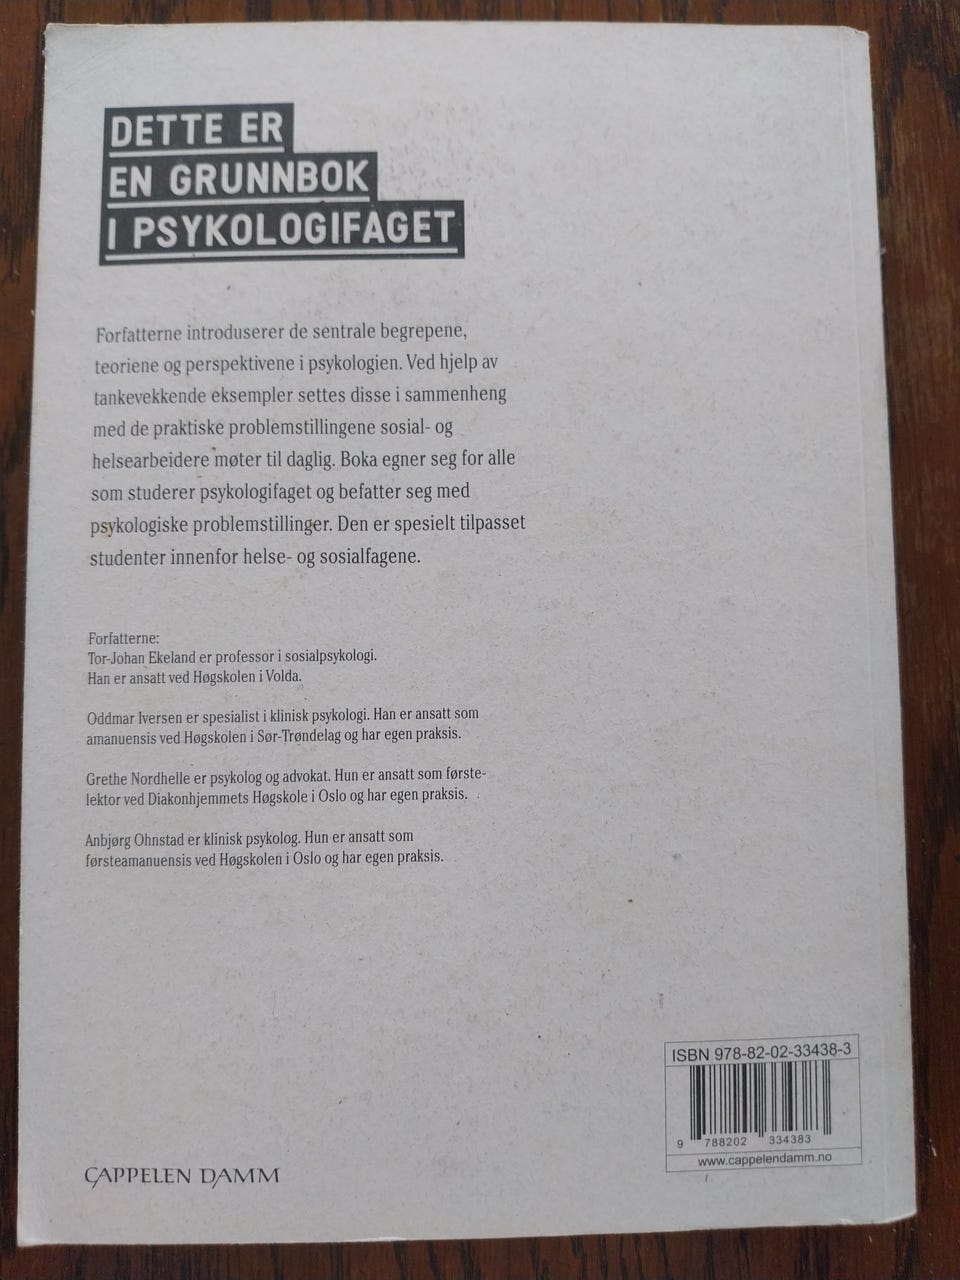 DETTE ER
EN GRUNNBOK
I PSYKOLOGIFAGET
Forfatterne introduserer de sentrale begrepene,
teoriene og perspektivene i psykologien. Ved hjelp av
tankevekkende eksempler settes disse i sammenheng
med de praktiske problemstillingene sosial- og
helsearbeidere møter til daglig. Boka egner seg for alle
som studerer psykologifaget og befatter seg med
psykologiske problemstillinger. Den er spesielt tilpasset
studenter innenfor helse- og sosialfagene.
Forfatterne:
Tor-Johan Ekeland er professor i sosialpsykologi.
Han er ansatt ved Høgskolen i Volda.
Oddmar Iversen er spesialist i klinisk psykologi. Han er ansatt som
amanuensis ved Høgskolen i Sør-Trøndelag og har egen praksis.
Grethe Nordhelle er psykolog og advokat. Hun er ansatt som første-
lektor ved Diakonhjemmets Høgskole i Oslo og har egen praksis.
Anbjørg Ohnstad er klinisk psykolog. Hun er ansatt som
førsteamanuensis ved Høgskolen i Oslo og har egen praksis.
ISBN 978-82-02-33438-3
9 788202 334383
www.cappelendamm.no
CAPPELEN DAMM